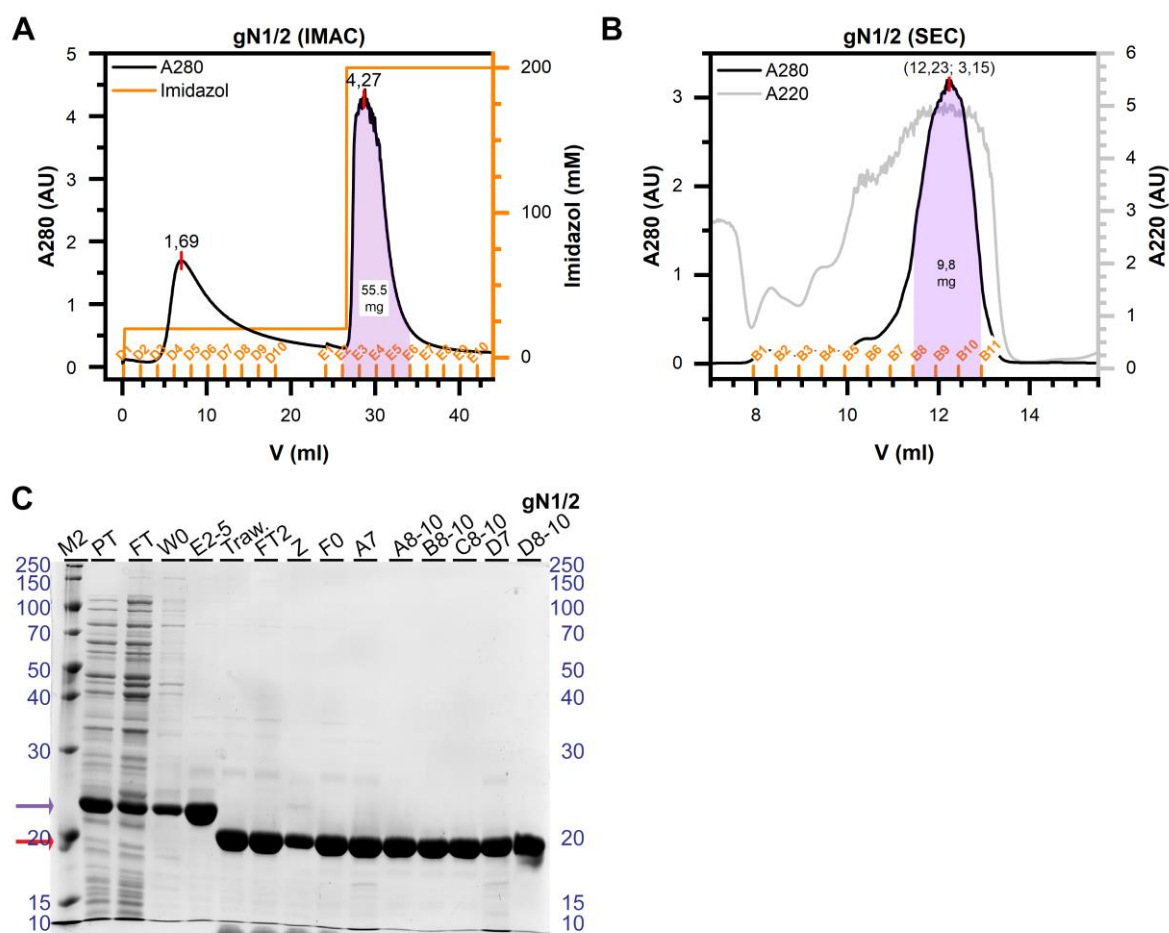 A
gN1/2 (IMAC)
A280
Imidazol
4,27
1,69
55.5
mg
5
4
3
2
1
0
A280 (AU)
200
100
0
Imidazol (mM)
D1 D2 D3 D4 D5 D6 D7 D8 D9 D10 E1 E2 E3 E4 E5 E6 E7 E8 E9 E10
0 10 20 30 40
V (ml)
B
gN1/2 (SEC)
A280
A220
(12,23; 3,15)
9,8
mg
3
2
1
0
A280 (AU)
6
5
4
3
2
1
0
A220 (AU)
B1 B2 B3 B4 B5 B6 B7 B8 B9 B10 B11
8 10 12 14
V (ml)
C
gN1/2
M2 PT FT W0 E2-5 Traw. FT2 Z F0 A7 A8-10 B8-10 C8-10 D7 D8-10
250 250
150 150
100 100
70 70
50 50
40 40
30 30
20 20
15 15
10 10